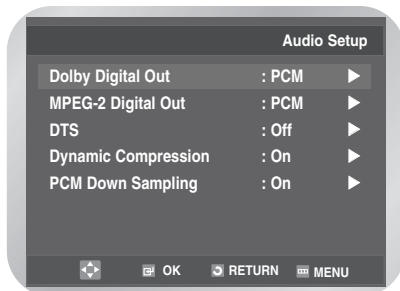 Audio Setup
Dolby Digital Out : PCM
MPEG-2 Digital Out : PCM
DTS : Off
Dynamic Compression : On
PCM Down Sampling : On
OK RETURN MENU